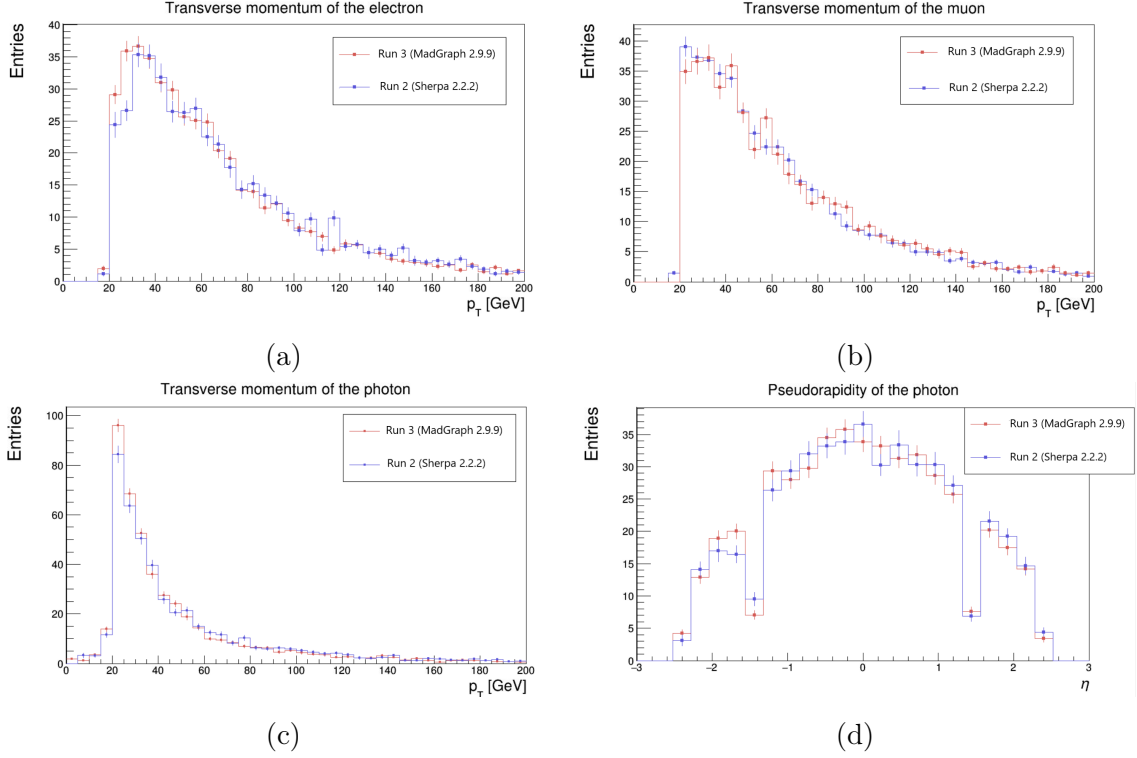 Transverse momentum of the electron
Entries
40
35
30
25
20
15
10
5
0
Run 3 (MadGraph 2.9.9)
Run 2 (Sherpa 2.2.2)
0 20 40 60 80 100 120 140 160 180 200
p_T [GeV]
(a)
Transverse momentum of the muon
Entries
40
35
30
25
20
15
10
5
0
Run 3 (MadGraph 2.9.9)
Run 2 (Sherpa 2.2.2)
0 20 40 60 80 100 120 140 160 180 200
p_T [GeV]
(b)
Transverse momentum of the photon
Entries
100
80
60
40
20
0
Run 3 (MadGraph 2.9.9)
Run 2 (Sherpa 2.2.2)
0 20 40 60 80 100 120 140 160 180 200
p_T [GeV]
(c)
Pseudorapidity of the photon
Entries
35
30
25
20
15
10
5
0
Run 3 (MadGraph 2.9.9)
Run 2 (Sherpa 2.2.2)
−3 −2 −1 0 1 2 3
η
(d)